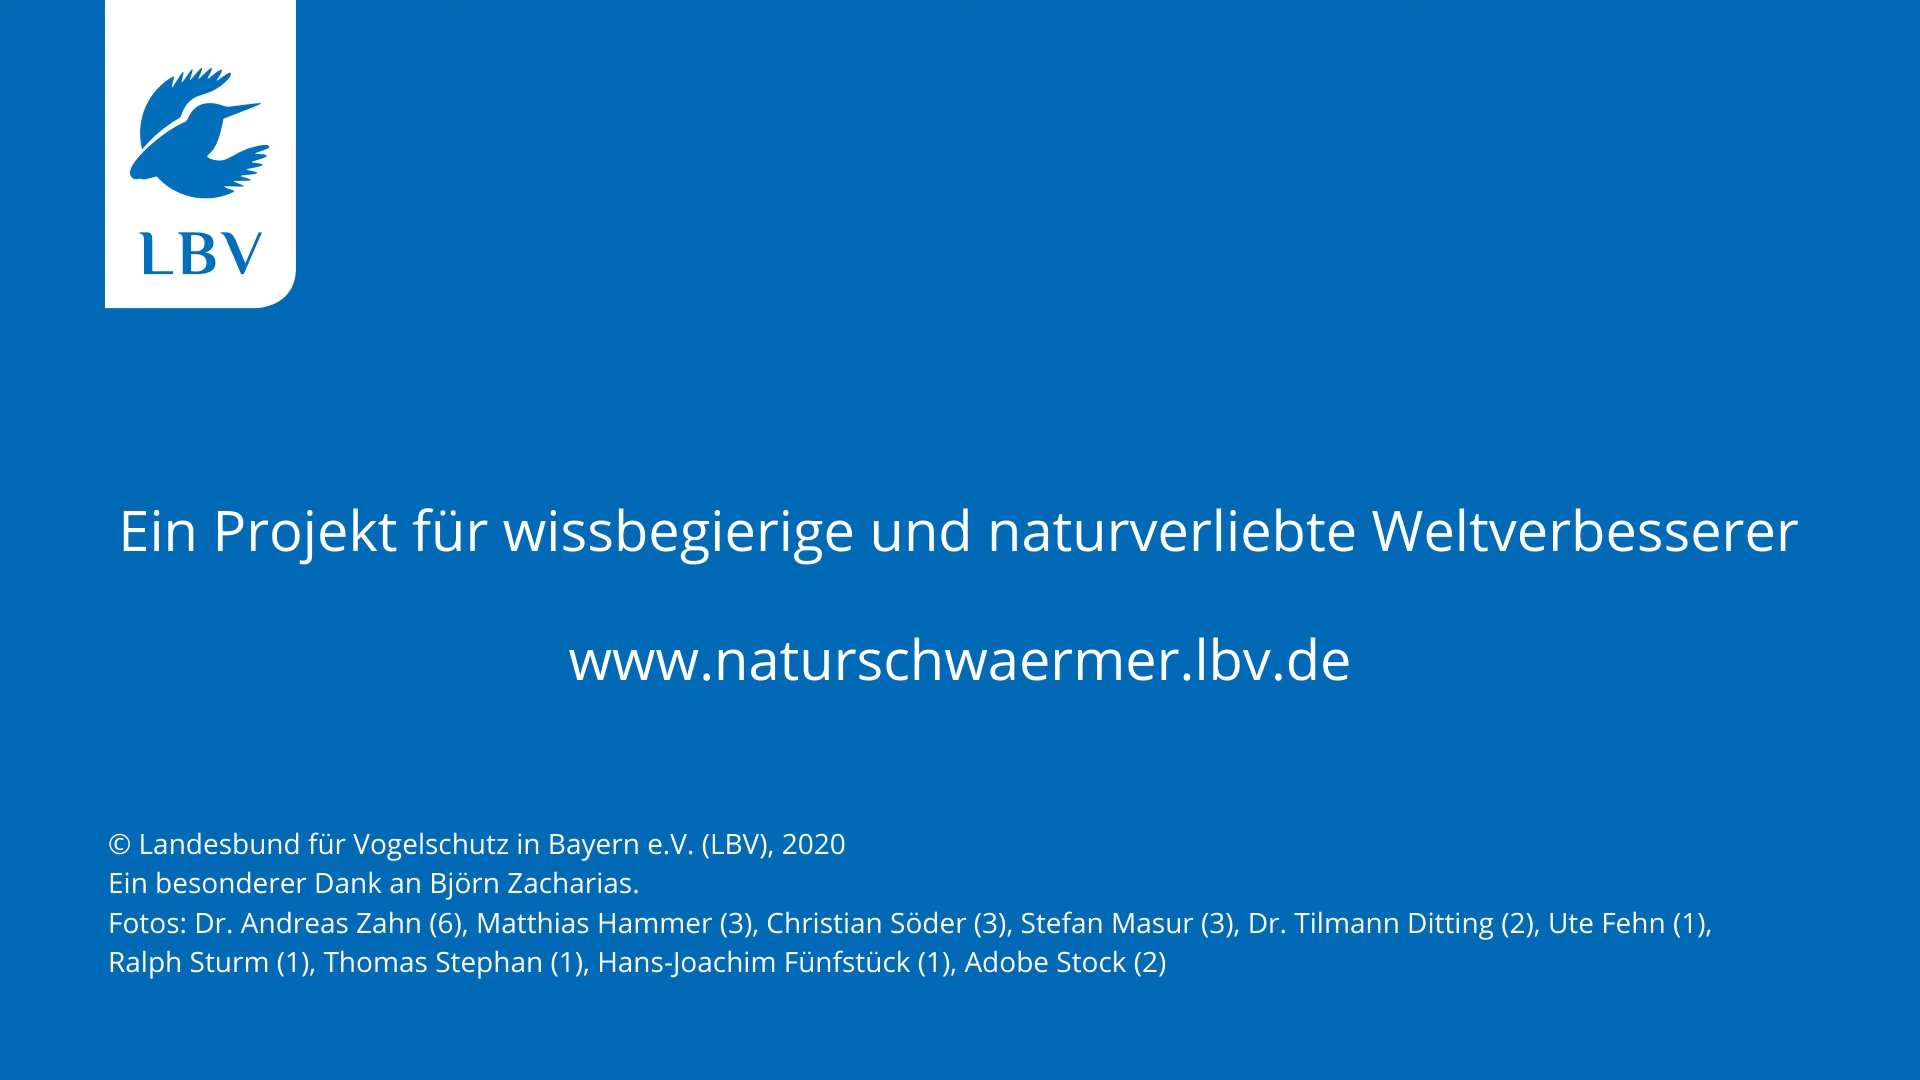 LBV
Ein Projekt für wissbegierige und naturverliebte Weltverbesserer
www.naturschwaermer.lbv.de
© Landesbund für Vogelschutz in Bayern e.V. (LBV), 2020
Ein besonderer Dank an Björn Zacharias.
Fotos: Dr. Andreas Zahn (6), Matthias Hammer (3), Christian Söder (3), Stefan Masur (3), Dr. Tilmann Ditting (2), Ute Fehn (1),
Ralph Sturm (1), Thomas Stephan (1), Hans-Joachim Fünfstück (1), Adobe Stock (2)